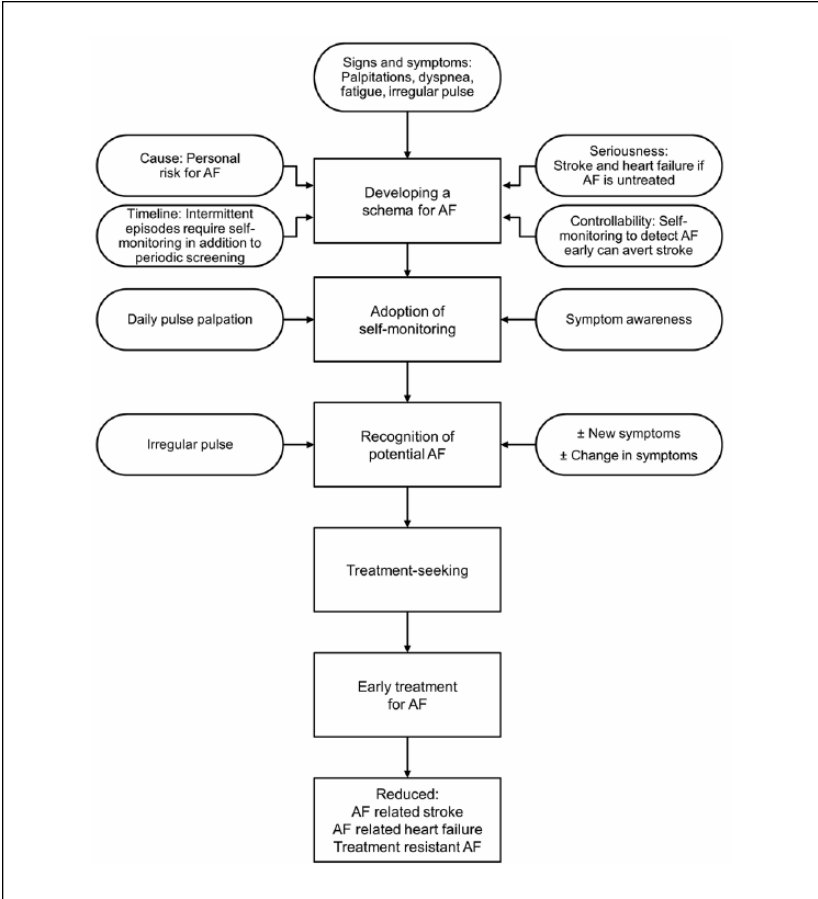 Signs and symptoms:
Palpitations, dyspnea,
fatigue, irregular pulse
Cause: Personal
risk for AF
Seriousness:
Stroke and heart failure if
AF is untreated
Developing a
schema for AF
Timeline: Intermittent
episodes require self-
monitoring in addition to
periodic screening
Controllability: Self-
monitoring to detect AF
early can avert stroke
Daily pulse palpation
Adoption of
self-monitoring
Symptom awareness
Irregular pulse
Recognition of
potential AF
± New symptoms
± Change in symptoms
Treatment-seeking
Early treatment
for AF
Reduced:
AF related stroke
AF related heart failure
Treatment resistant AF